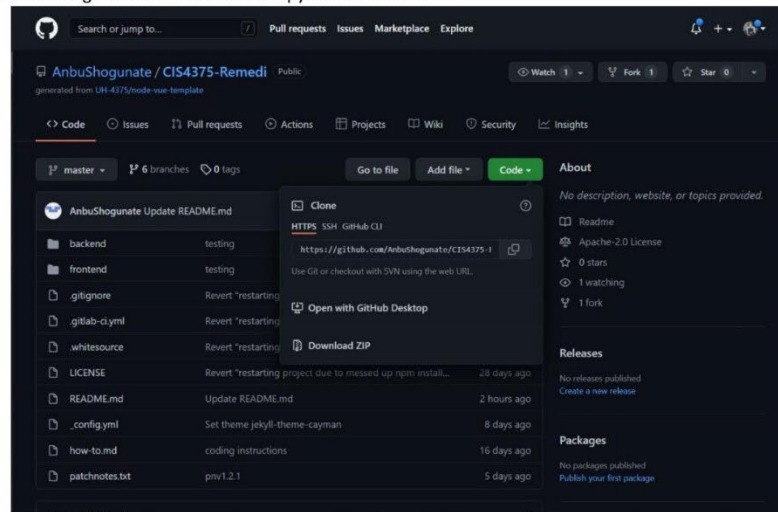 Search or jump to... / Pull requests Issues Marketplace Explore
AnbuShogunate / CIS4375-Remedi Public
generated from UH-4375/node-vue-template
Watch 1 Fork 1 Star 0
Code Issues Pull requests Actions Projects Wiki Security Insights
master 6 branches 0 tags Go to file Add file Code
AnbuShogunate Update README.md
backend testing
frontend testing
.gitignore Revert "restarting
.gitlab-ci.yml Revert "restarting
.whitesource Revert "restarting
LICENSE Revert "restarting project due to messed up npm install... 28 days ago
README.md Update README.md 2 hours ago
_config.yml Set theme jekyll-theme-cayman 8 days ago
how-to.md coding instructions 16 days ago
patchnotes.txt pnv1.2.1 5 days ago
Clone
HTTPS SSH GitHub CLI
https://github.com/AnbuShogunate/CIS4375-
Use Git or checkout with SVN using the web URL.
Open with GitHub Desktop
Download ZIP
About
No description, website, or topics provided.
Readme
Apache-2.0 License
0 stars
1 watching
1 fork
Releases
No releases published
Create a new release
Packages
No packages published
Publish your first package